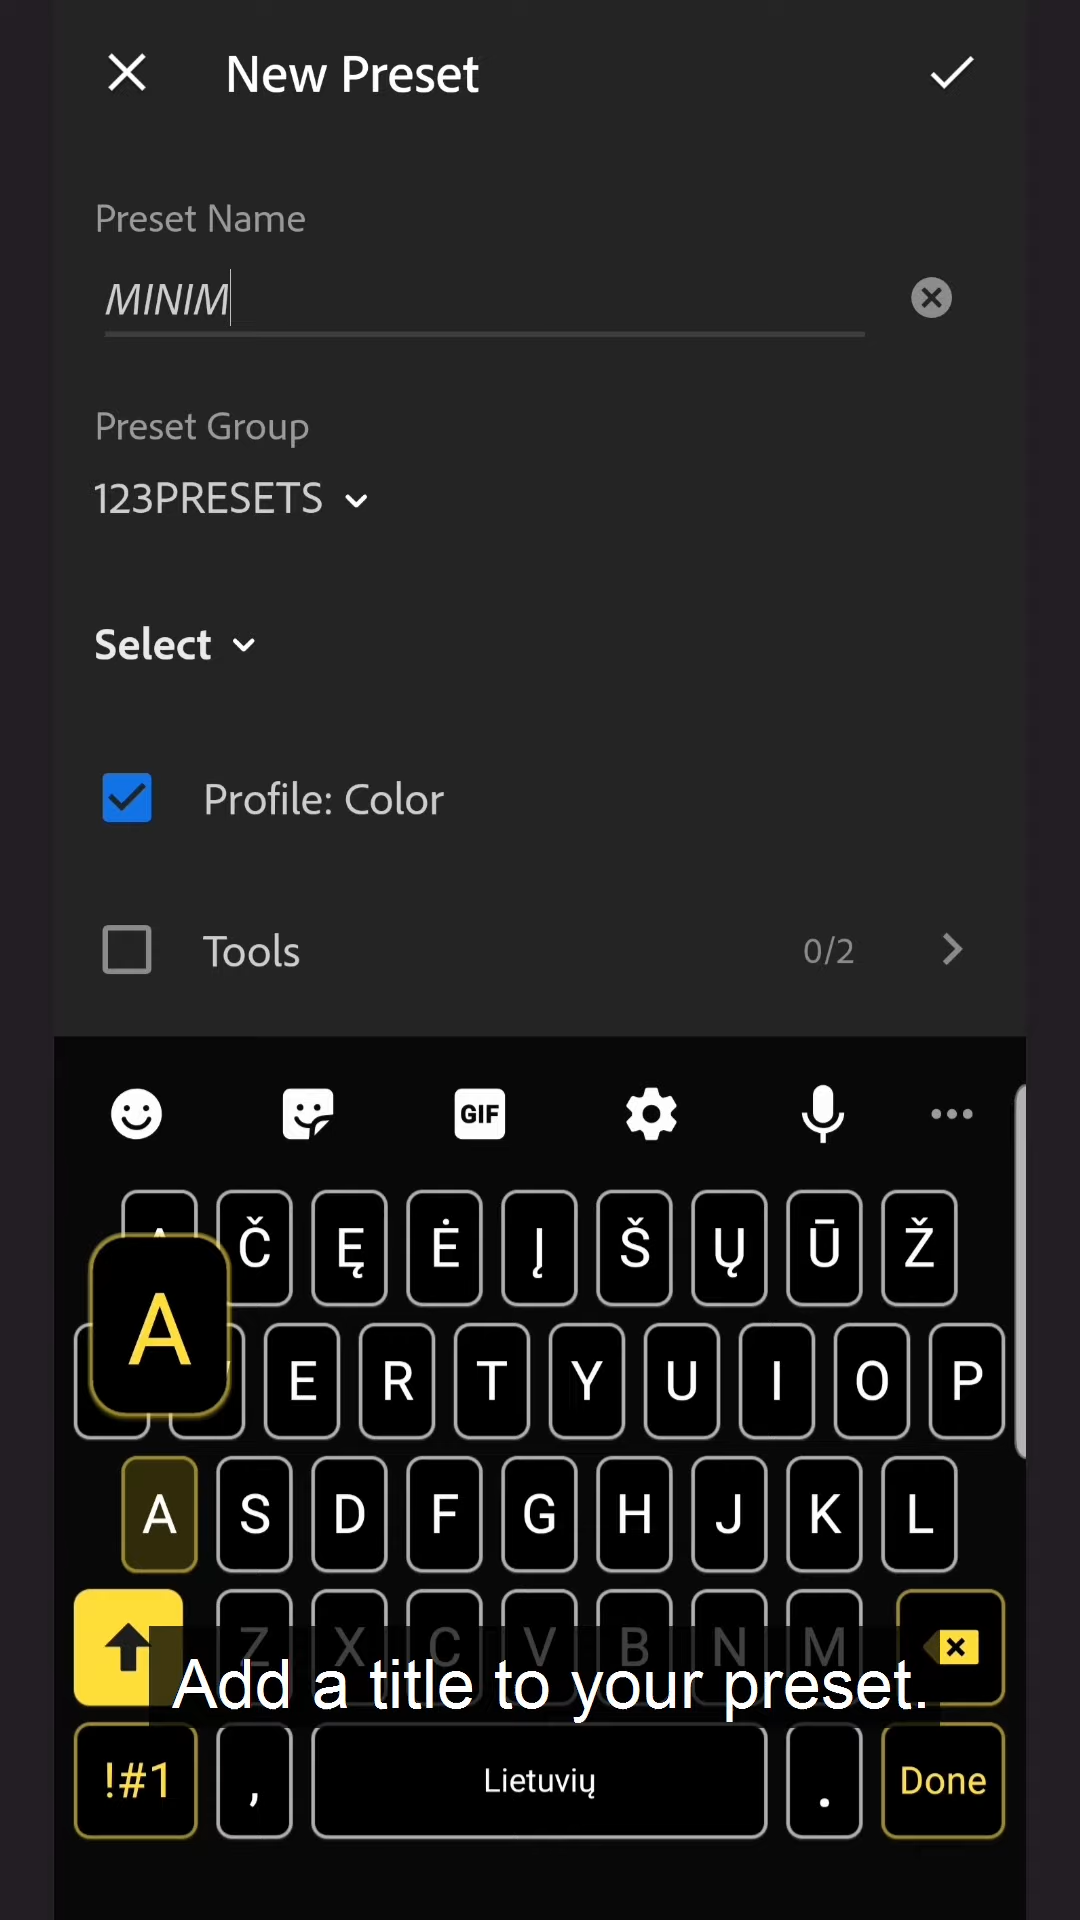 New Preset
Preset Name
MINIM
Preset Group
123PRESETS
Select
Profile: Color
Tools 0/2
GIF
Č Ę Ė Į Š Ų Ū Ž
A
E R T Y U I O P
A S D F G H J K L
Z X C V B N M
Add a title to your preset.
!#1 , Lietuvių . Done